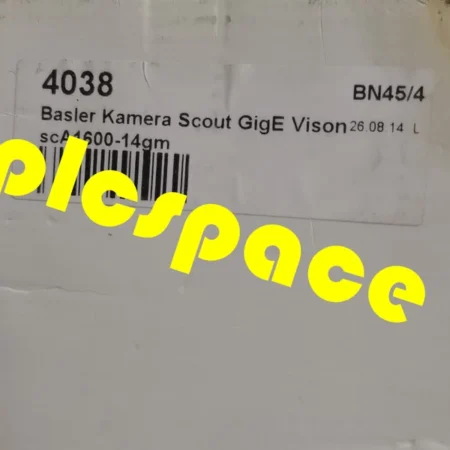 4038 BN45/4
Basler Kamera Scout GigE Vison 26.08.14 L
scA1600-14gm
plcspace